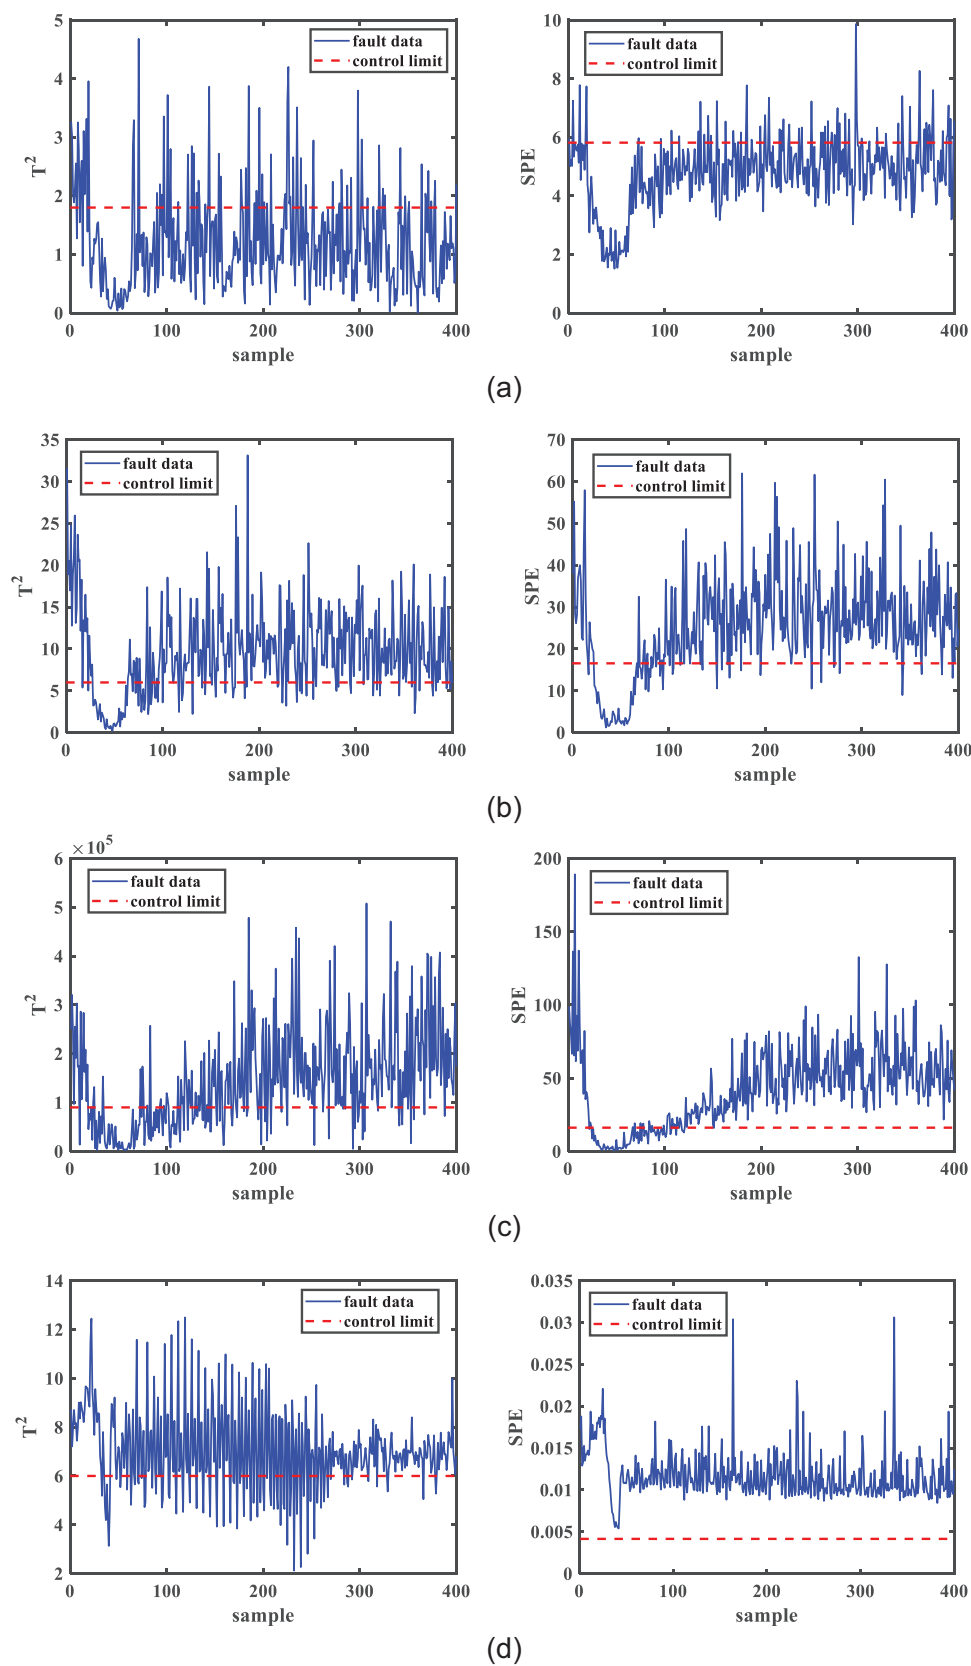 5
4
3
2
1
0
T²
fault data
control limit
0
100
200
300
400
sample
10
8
6
4
2
0
SPE
fault data
control limit
0
100
200
300
400
sample
(a)
35
30
25
20
15
10
5
0
T²
fault data
control limit
0
100
200
300
400
sample
70
60
50
40
30
20
10
0
SPE
fault data
control limit
0
100
200
300
400
sample
(b)
×10⁵
6
5
4
3
2
1
0
T²
fault data
control limit
0
100
200
300
400
sample
200
150
100
50
0
SPE
fault data
control limit
0
100
200
300
400
sample
(c)
14
12
10
8
6
4
2
T²
fault data
control limit
0
100
200
300
400
sample
0.035
0.03
0.025
0.02
0.015
0.01
0.005
0
SPE
fault data
control limit
0
100
200
300
400
sample
(d)